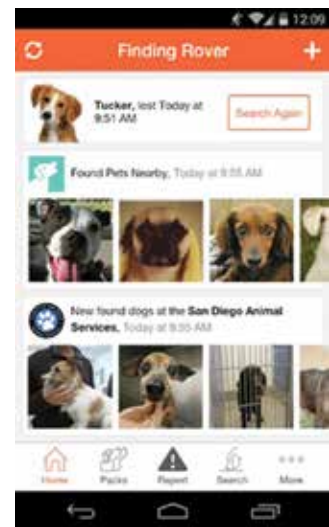 12:09
Finding Rover
Tucker, lost Today at
9:51 AM
Search Again
Found Pets Nearby, Today at 9:55 AM
New found dogs at the San Diego Animal
Services, Today at 9:55 AM
Home
Packs
Report
Search
More